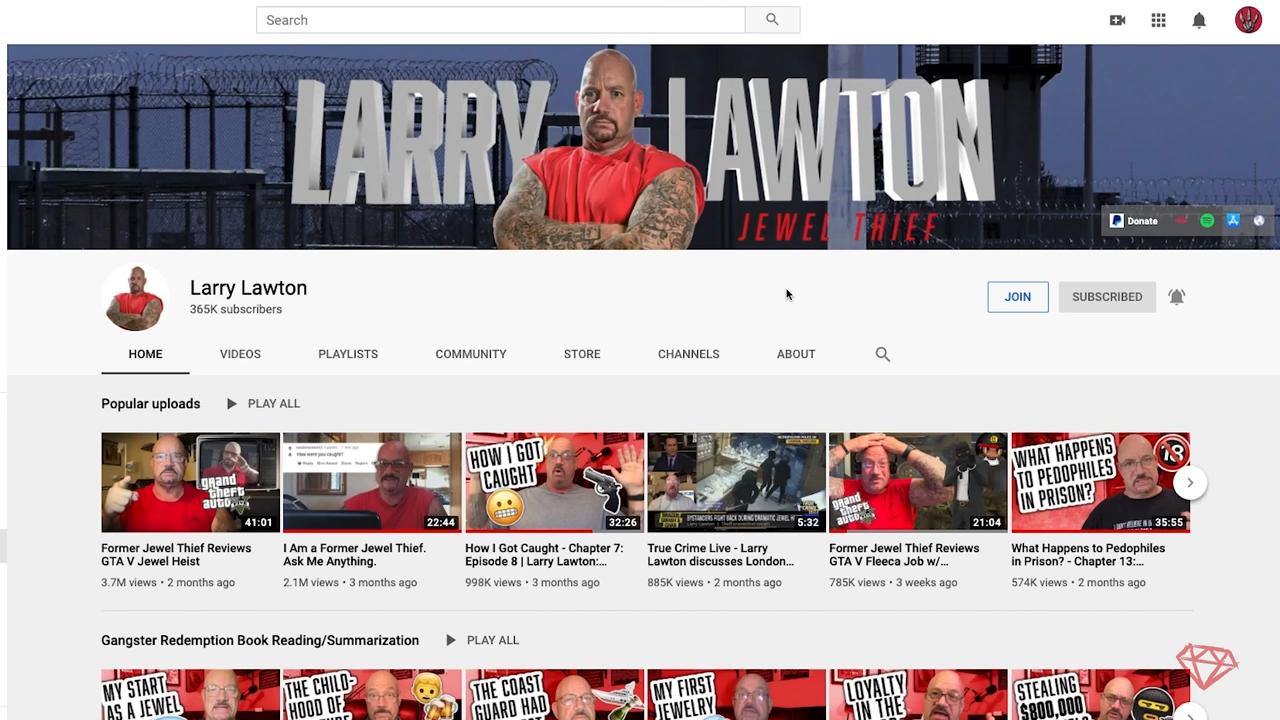 Search
LARRY LAWTON
JEWEL THIEF
Donate
Larry Lawton
365K subscribers
JOIN
SUBSCRIBED
HOME
VIDEOS
PLAYLISTS
COMMUNITY
STORE
CHANNELS
ABOUT
Popular uploads
PLAY ALL
grand
theft
auto
41:01
How were you caught?
22:44
HOW I GOT
CAUGHT
32:26
5:32
grand
theft
auto
21:04
WHAT HAPPENS
TO PEDOPHILES
IN PRISON?
18
35:55
Former Jewel Thief Reviews
GTA V Jewel Heist
3.7M views • 2 months ago
I Am a Former Jewel Thief.
Ask Me Anything.
2.1M views • 3 months ago
How I Got Caught - Chapter 7:
Episode 8 | Larry Lawton:...
998K views • 3 months ago
True Crime Live - Larry
Lawton discusses London...
885K views • 2 months ago
Former Jewel Thief Reviews
GTA V Fleeca Job w/...
785K views • 3 weeks ago
What Happens to Pedophiles
in Prison? - Chapter 13:...
574K views • 2 months ago
Gangster Redemption Book Reading/Summarization
PLAY ALL
MY START
AS A JEWEL
THE CHILD-
HOOD OF
THE COAST
GUARD HAD
MY FIRST
JEWELRY
LOYALTY
IN THE
STEALING
$800,000